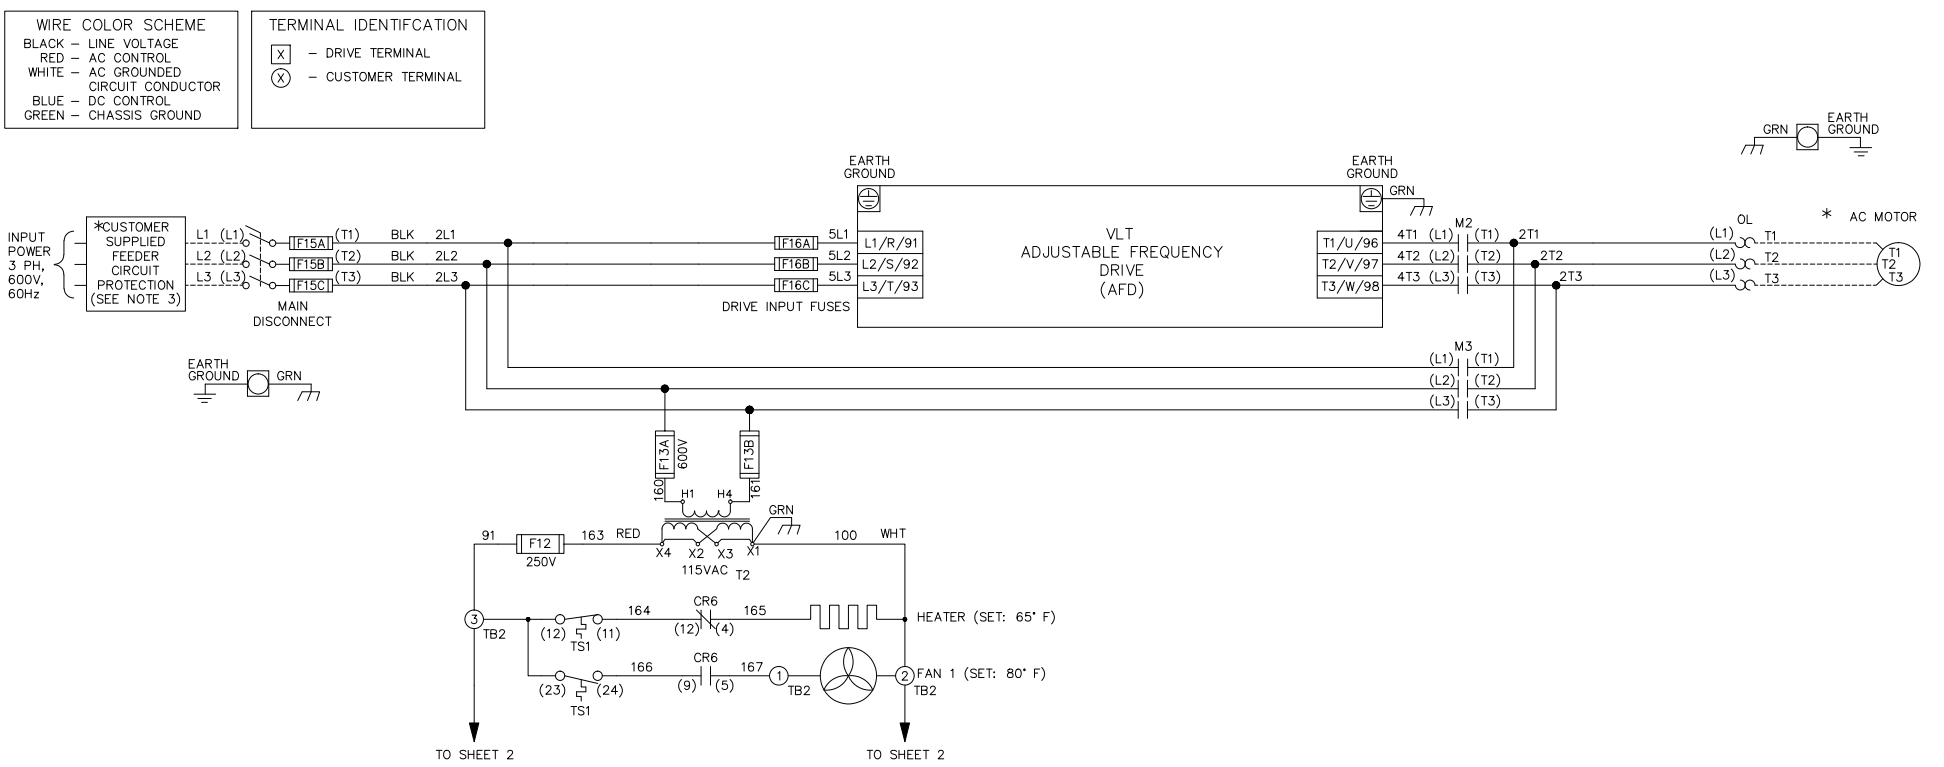 WIRE COLOR SCHEME
BLACK – LINE VOLTAGE
RED – AC CONTROL
WHITE – AC GROUNDED
CIRCUIT CONDUCTOR
BLUE – DC CONTROL
GREEN – CHASSIS GROUND
TERMINAL IDENTIFCATION
X – DRIVE TERMINAL
X – CUSTOMER TERMINAL
GRN
EARTH
GROUND
EARTH
GROUND
EARTH
GROUND
GRN
INPUT
POWER
3 PH,
600V,
60Hz
*CUSTOMER
SUPPLIED
FEEDER
CIRCUIT
PROTECTION
(SEE NOTE 3)
L1 (L1) F15A (T1) BLK 2L1 F16A 5L1 L1/R/91
L2 (L2) F15B (T2) BLK 2L2 F16B 5L2 L2/S/92
L3 (L3) F15C (T3) BLK 2L3 F16C 5L3 L3/T/93
MAIN
DISCONNECT
DRIVE INPUT FUSES
VLT
ADJUSTABLE FREQUENCY
DRIVE
(AFD)
M2
T1/U/96 4T1 (L1) (T1) 2T1
T2/V/97 4T2 (L2) (T2) 2T2
T3/W/98 4T3 (L3) (T3) 2T3
OL
(L1) T1
(L2) T2
(L3) T3
* AC MOTOR
T1
T2
T3
EARTH
GROUND
GRN
M3
(L1) (T1)
(L2) (T2)
(L3) (T3)
F13A
600V
F13B
160
161
H1 H4
GRN
91 F12 163 RED
250V
X4 X2 X3 X1
100 WHT
115VAC T2
3
TB2
(12) (11)
TS1
164
CR6
(12) (4)
165
HEATER (SET: 65° F)
(23) (24)
TS1
166
CR6
(9) (5)
167
1
TB2
2
TB2
FAN 1 (SET: 80° F)
TO SHEET 2
TO SHEET 2